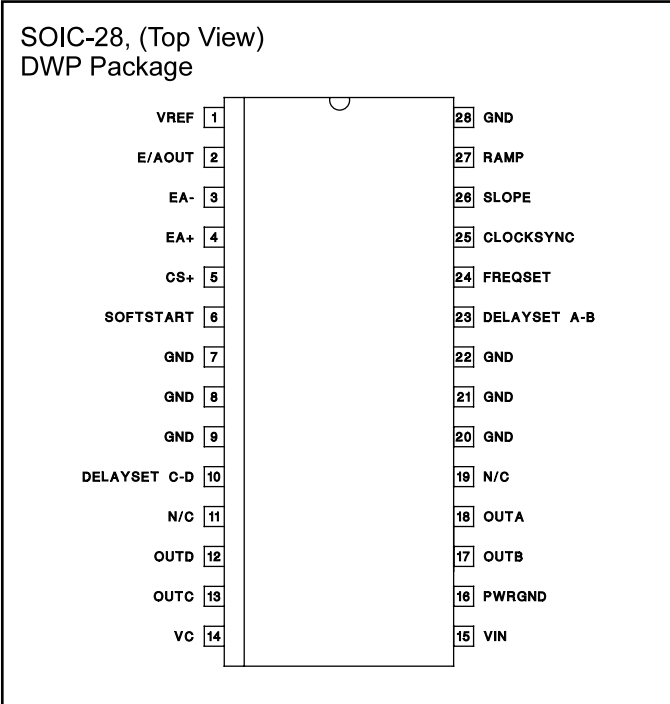 SOIC-28, (Top View)
DWP Package
VREF 1
E/AOUT 2
EA- 3
EA+ 4
CS+ 5
SOFTSTART 6
GND 7
GND 8
GND 9
DELAYSET C-D 10
N/C 11
OUTD 12
OUTC 13
VC 14
28 GND
27 RAMP
26 SLOPE
25 CLOCKSYNC
24 FREQSET
23 DELAYSET A-B
22 GND
21 GND
20 GND
19 N/C
18 OUTA
17 OUTB
16 PWRGND
15 VIN